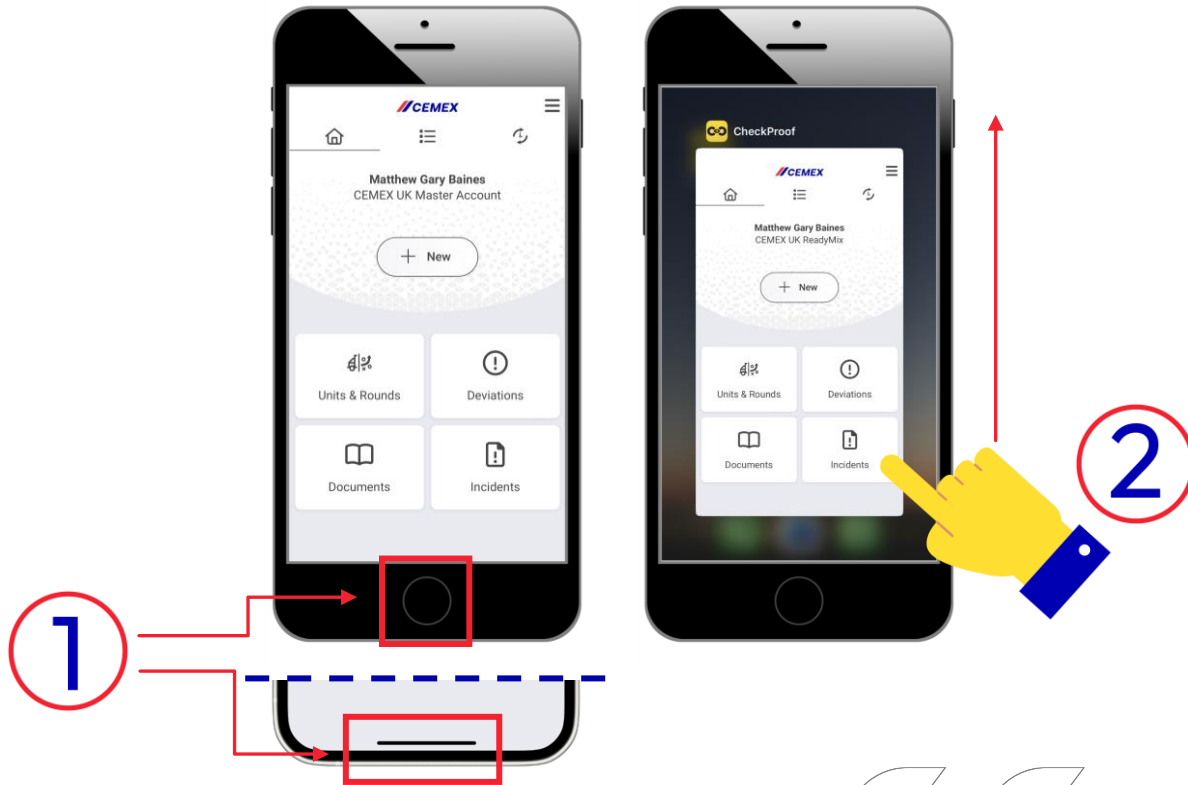 CEMEX
Matthew Gary Baines
CEMEX UK Master Account
+ New
Units & Rounds
Deviations
Documents
Incidents
1
CheckProof
CEMEX
Matthew Gary Baines
CEMEX UK ReadyMix
+ New
Units & Rounds
Deviations
Documents
Incidents
2